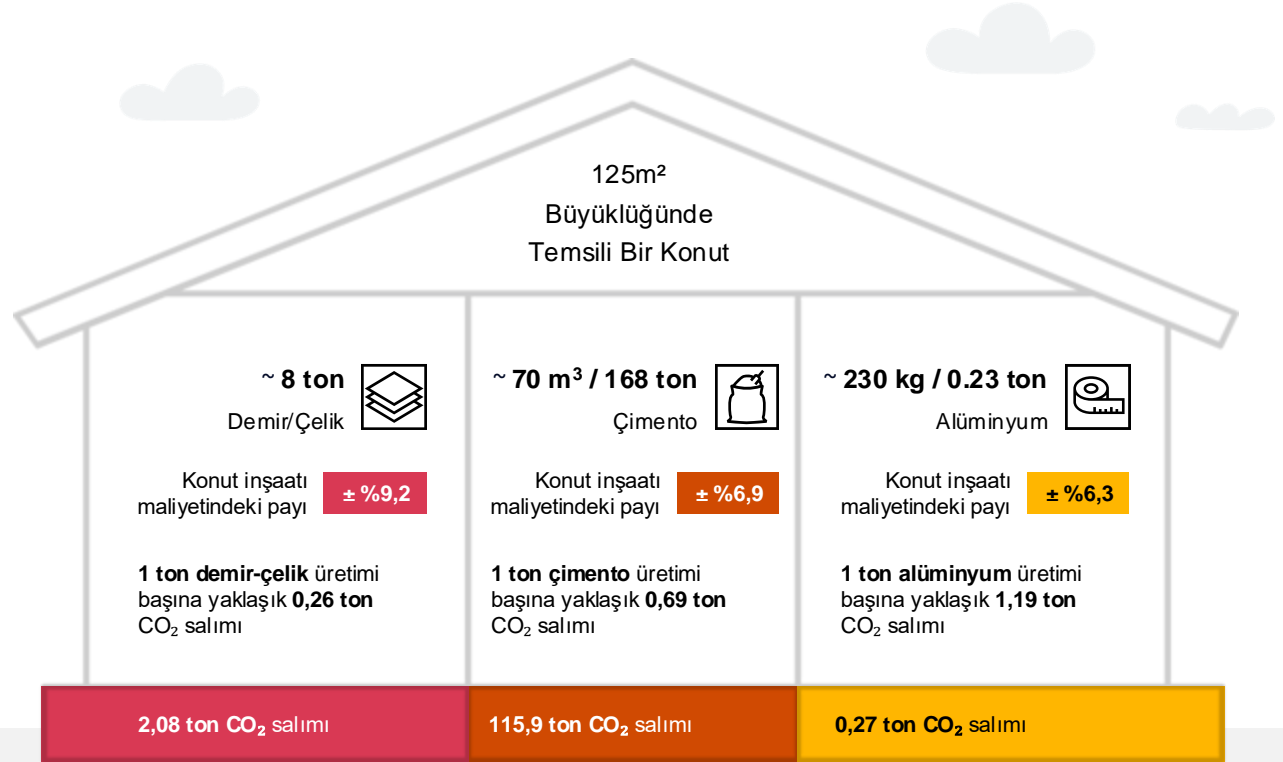 125m²
Büyüklüğünde
Temsili Bir Konut
~ 8 ton
Demir/Çelik
Konut inşaatı
maliyetindeki payı
± %9,2
1 ton demir-çelik üretimi
başına yaklaşık 0,26 ton
CO₂ salımı
2,08 ton CO₂ salımı
~ 70 m³ / 168 ton
Çimento
Konut inşaatı
maliyetindeki payı
± %6,9
1 ton çimento üretimi
başına yaklaşık 0,69 ton
CO₂ salımı
115,9 ton CO₂ salımı
~ 230 kg / 0.23 ton
Alüminyum
Konut inşaatı
maliyetindeki payı
± %6,3
1 ton alüminyum üretimi
başına yaklaşık 1,19 ton
CO₂ salımı
0,27 ton CO₂ salımı